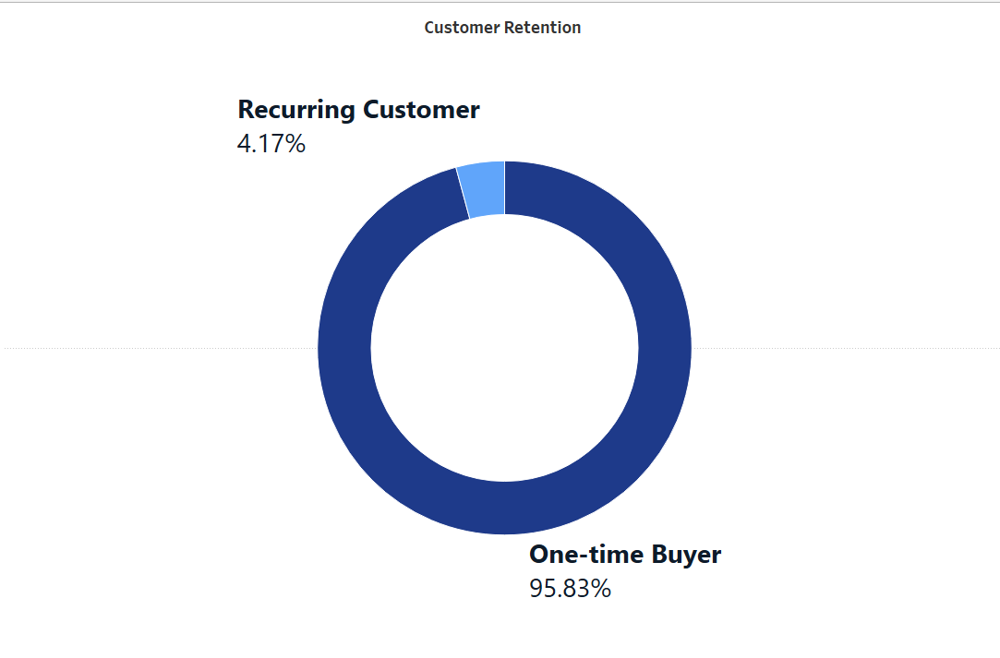 Customer Retention
Recurring Customer
4.17%
One-time Buyer
95.83%